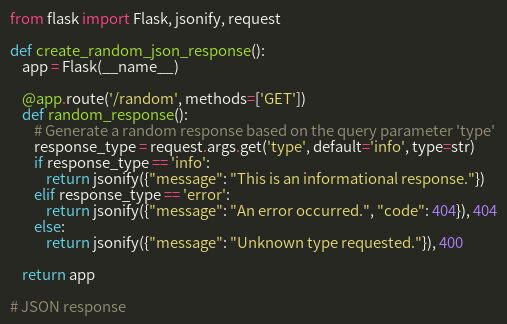 from flask import Flask, jsonify, request

def create_random_json_response():
    app = Flask(__name__)

    @app.route('/random', methods=['GET'])
    def random_response():
        # Generate a random response based on the query parameter 'type'
        response_type = request.args.get('type', default='info', type=str)
        if response_type == 'info':
            return jsonify({"message": "This is an informational response."})
        elif response_type == 'error':
            return jsonify({"message": "An error occurred.", "code": 404}), 404
        else:
            return jsonify({"message": "Unknown type requested."}), 400

    return app

# JSON response